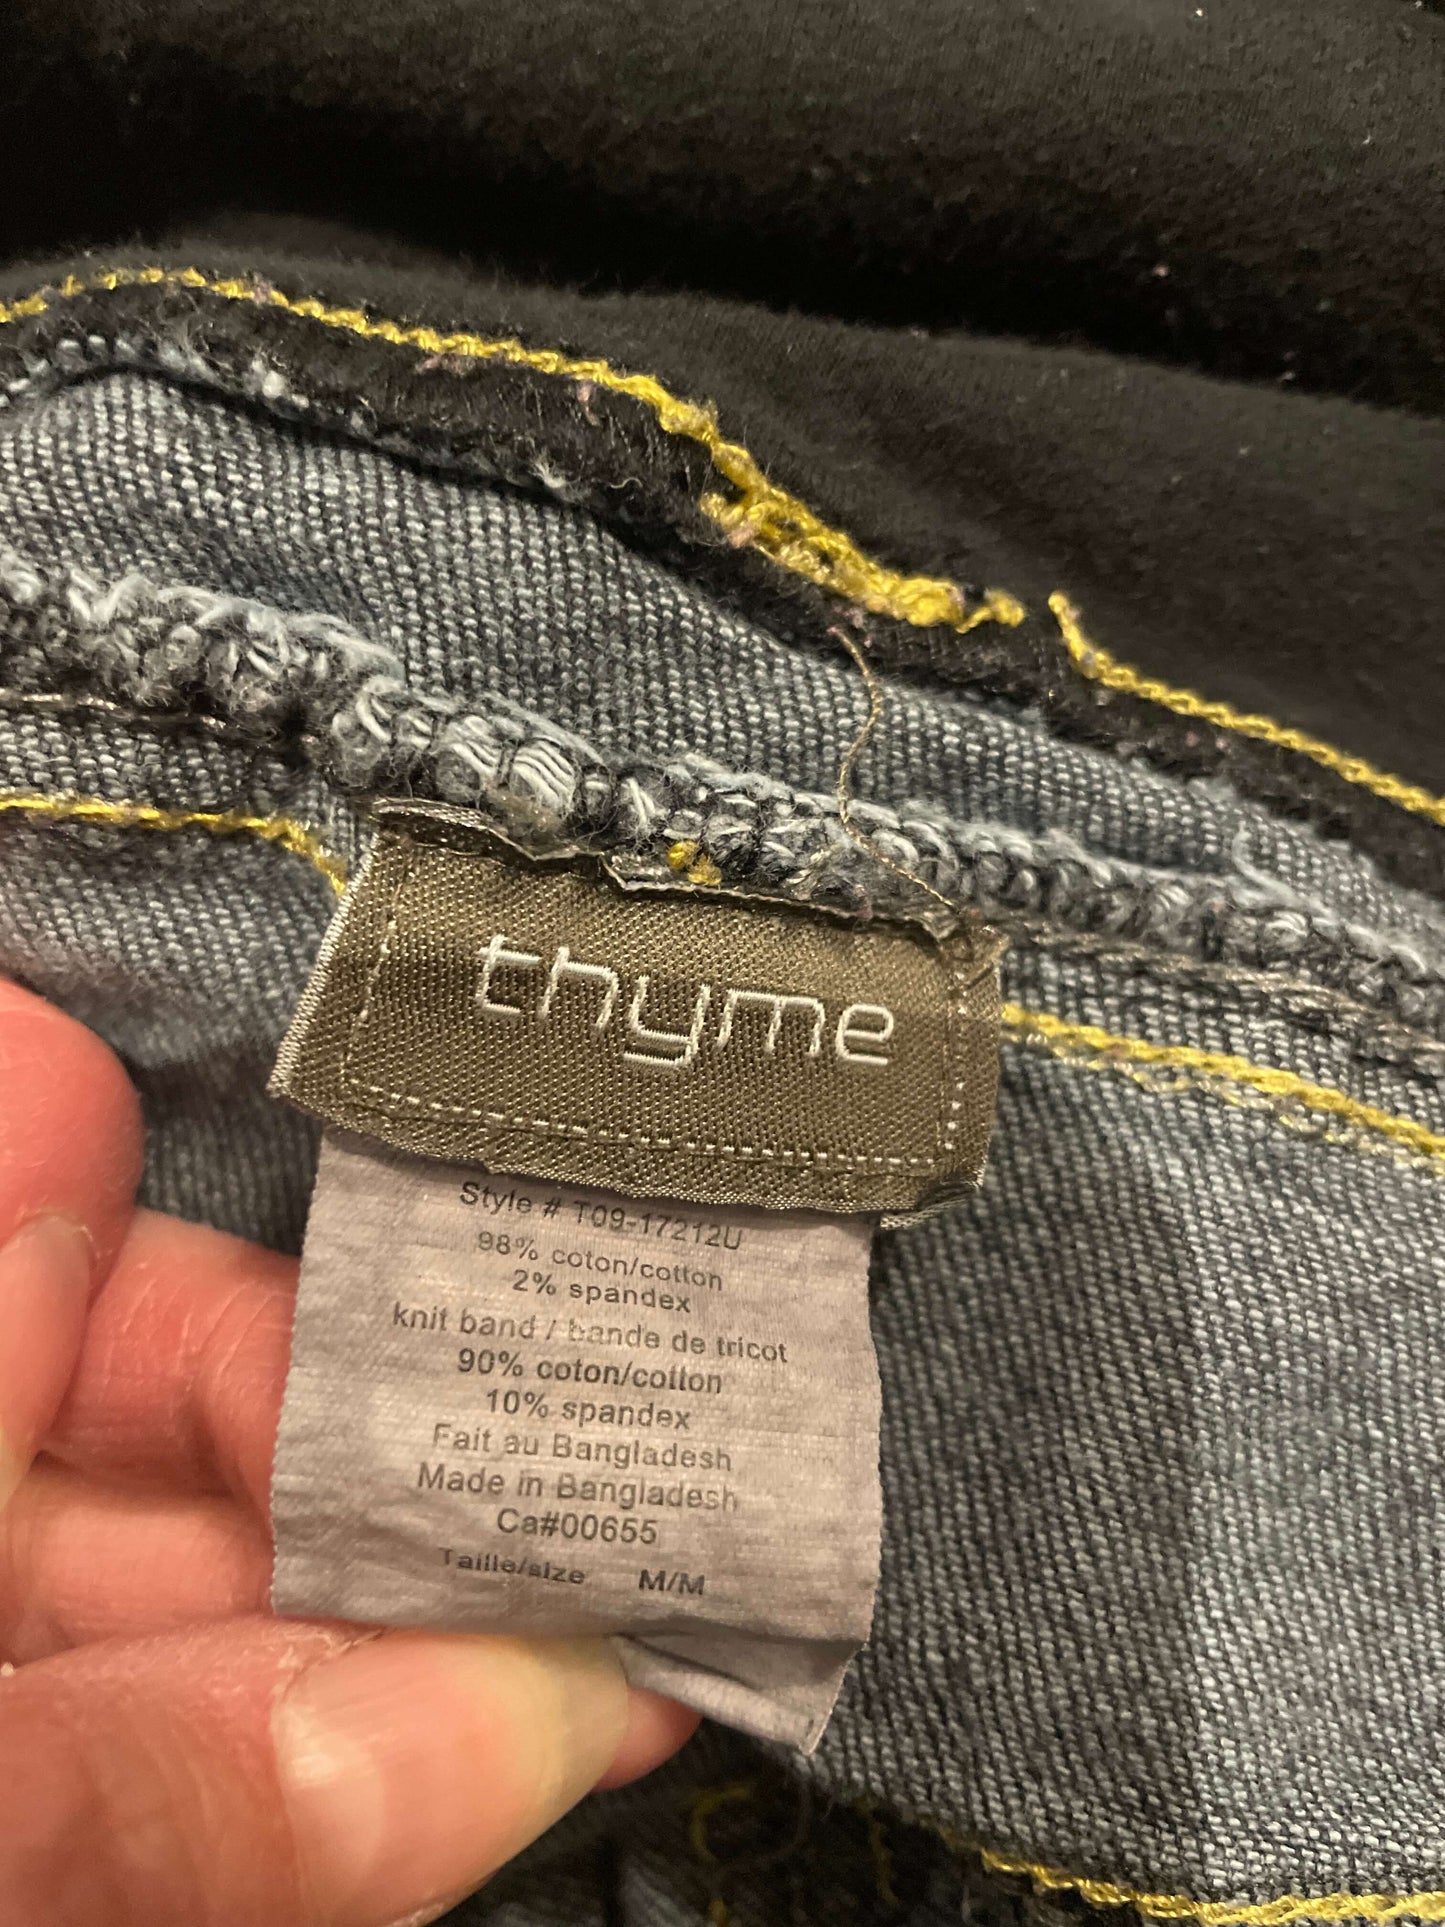 thyme
Style # T09-17212U
98% coton/cotton
2% spandex
knit band / bande de tricot
90% coton/cotton
10% spandex
Fait au Bangladesh
Made in Bangladesh
Ca#00655
Taille/size M/M